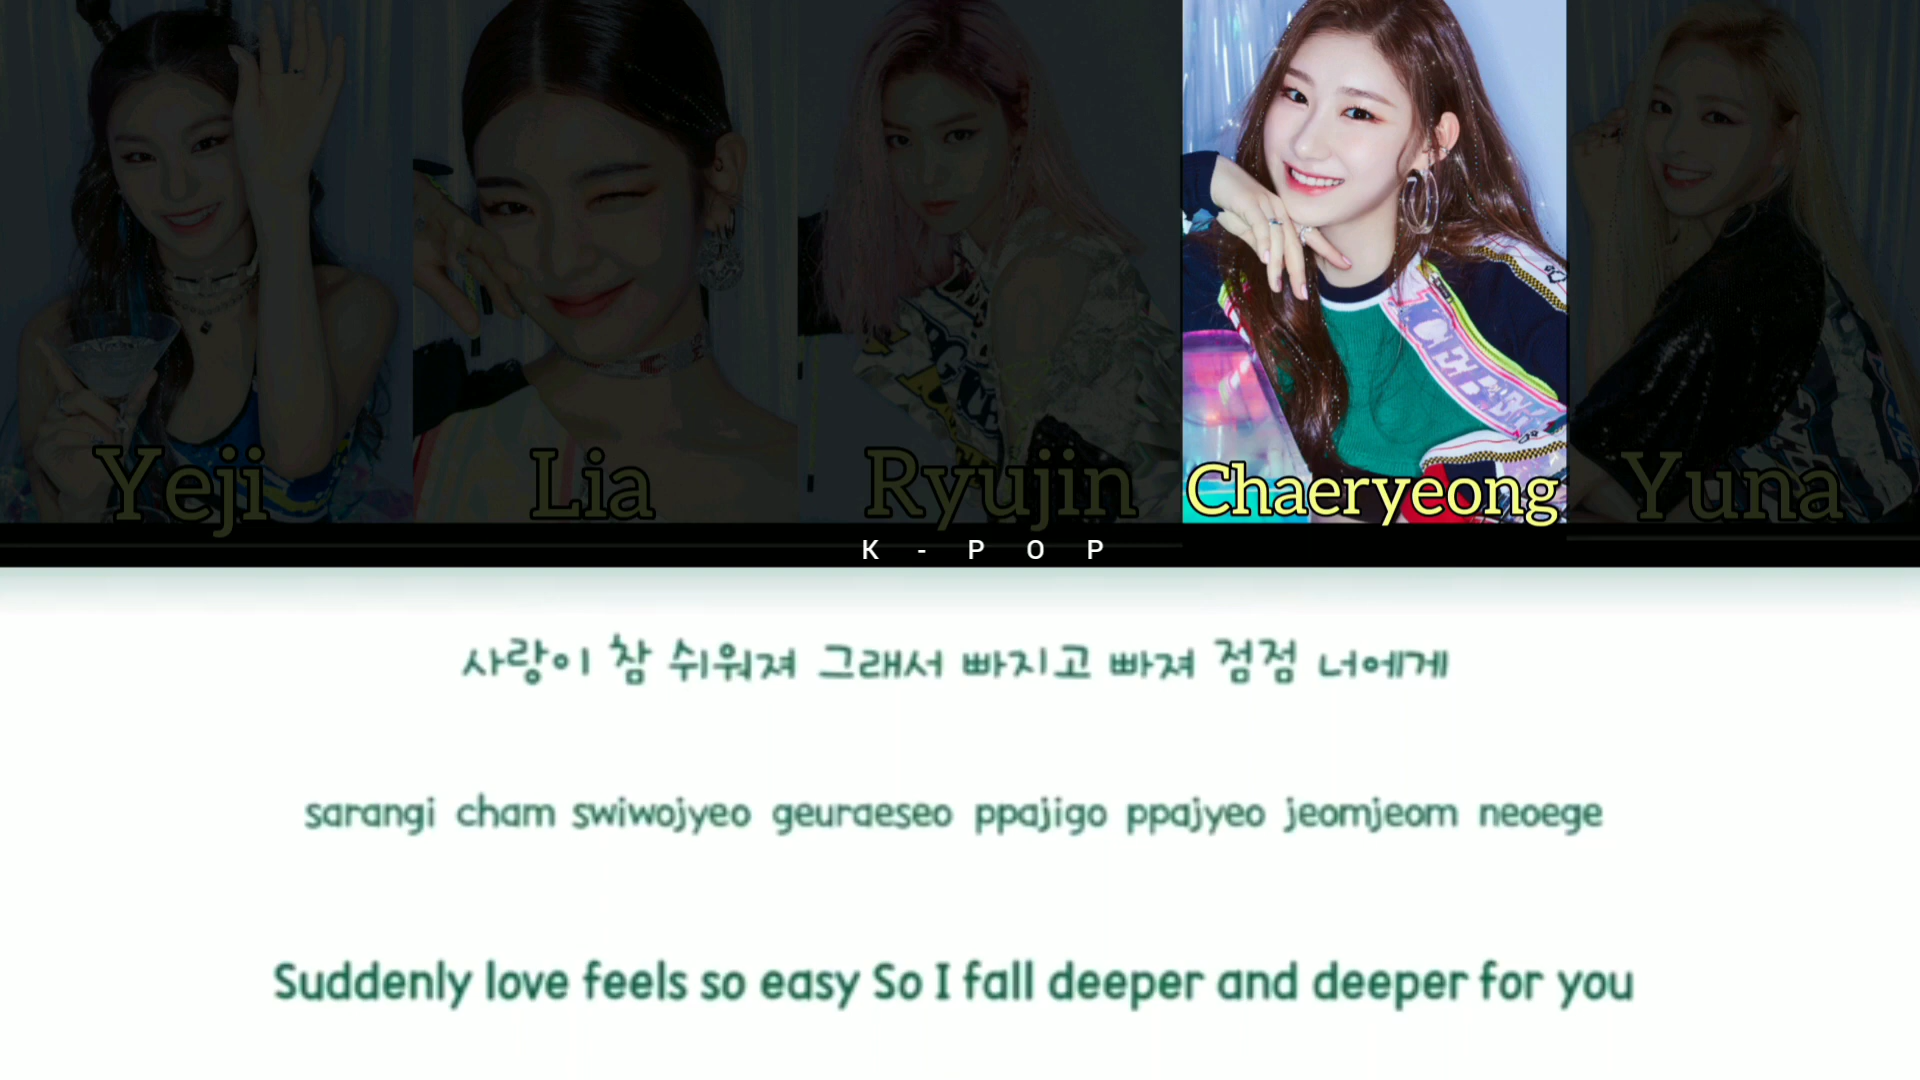 Yeji Lia Ryujin Chaeryeong Yuna
K - P O P
사랑이 참 쉬워져 그래서 빠지고 빠져 점점 너에게
sarangi cham swiwojyeo geuraeseo ppajigo ppajyeo jeomjeom neoege
Suddenly love feels so easy So I fall deeper and deeper for you